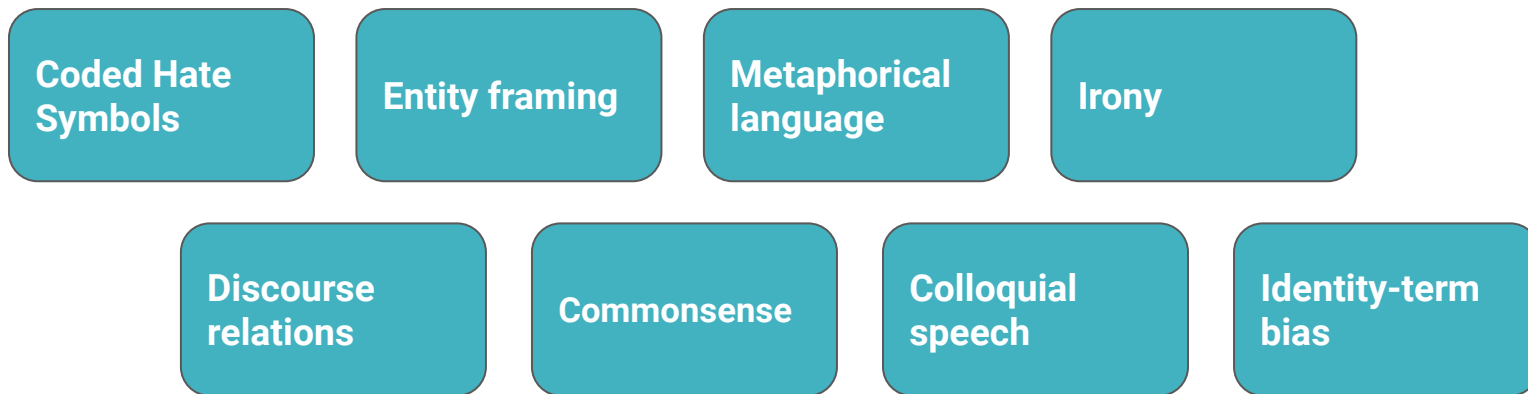 Coded Hate
Symbols
Entity framing
Metaphorical
language
Irony
Discourse
relations
Commonsense
Colloquial
speech
Identity-term
bias